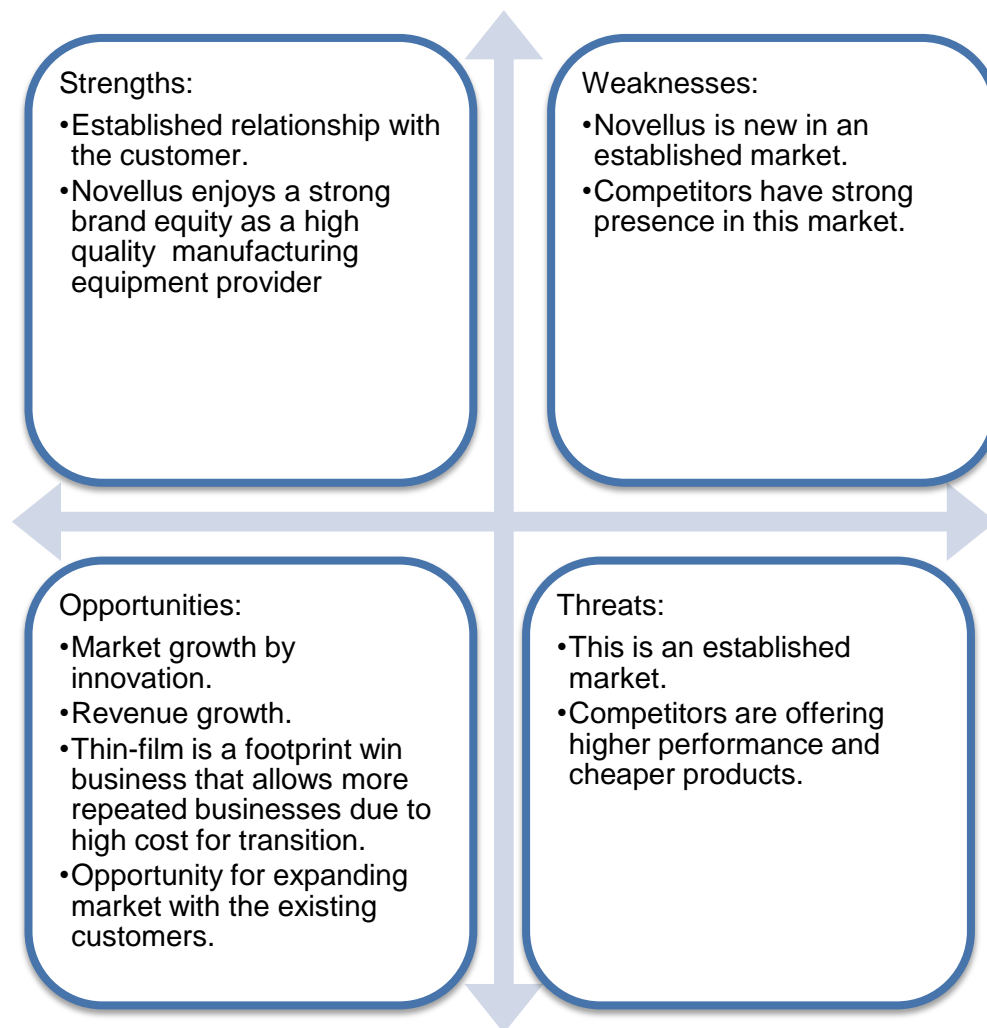 Strengths:
•Established relationship with
the customer.
•Novellus enjoys a strong
brand equity as a high
quality  manufacturing
equipment provider
Weaknesses:
•Novellus is new in an
established market.
•Competitors have strong
presence in this market.
Opportunities:
•Market growth by
innovation.
•Revenue growth.
•Thin-film is a footprint win
business that allows more
repeated businesses due to
high cost for transition.
•Opportunity for expanding
market with the existing
customers.
Threats:
•This is an established
market.
•Competitors are offering
higher performance and
cheaper products.